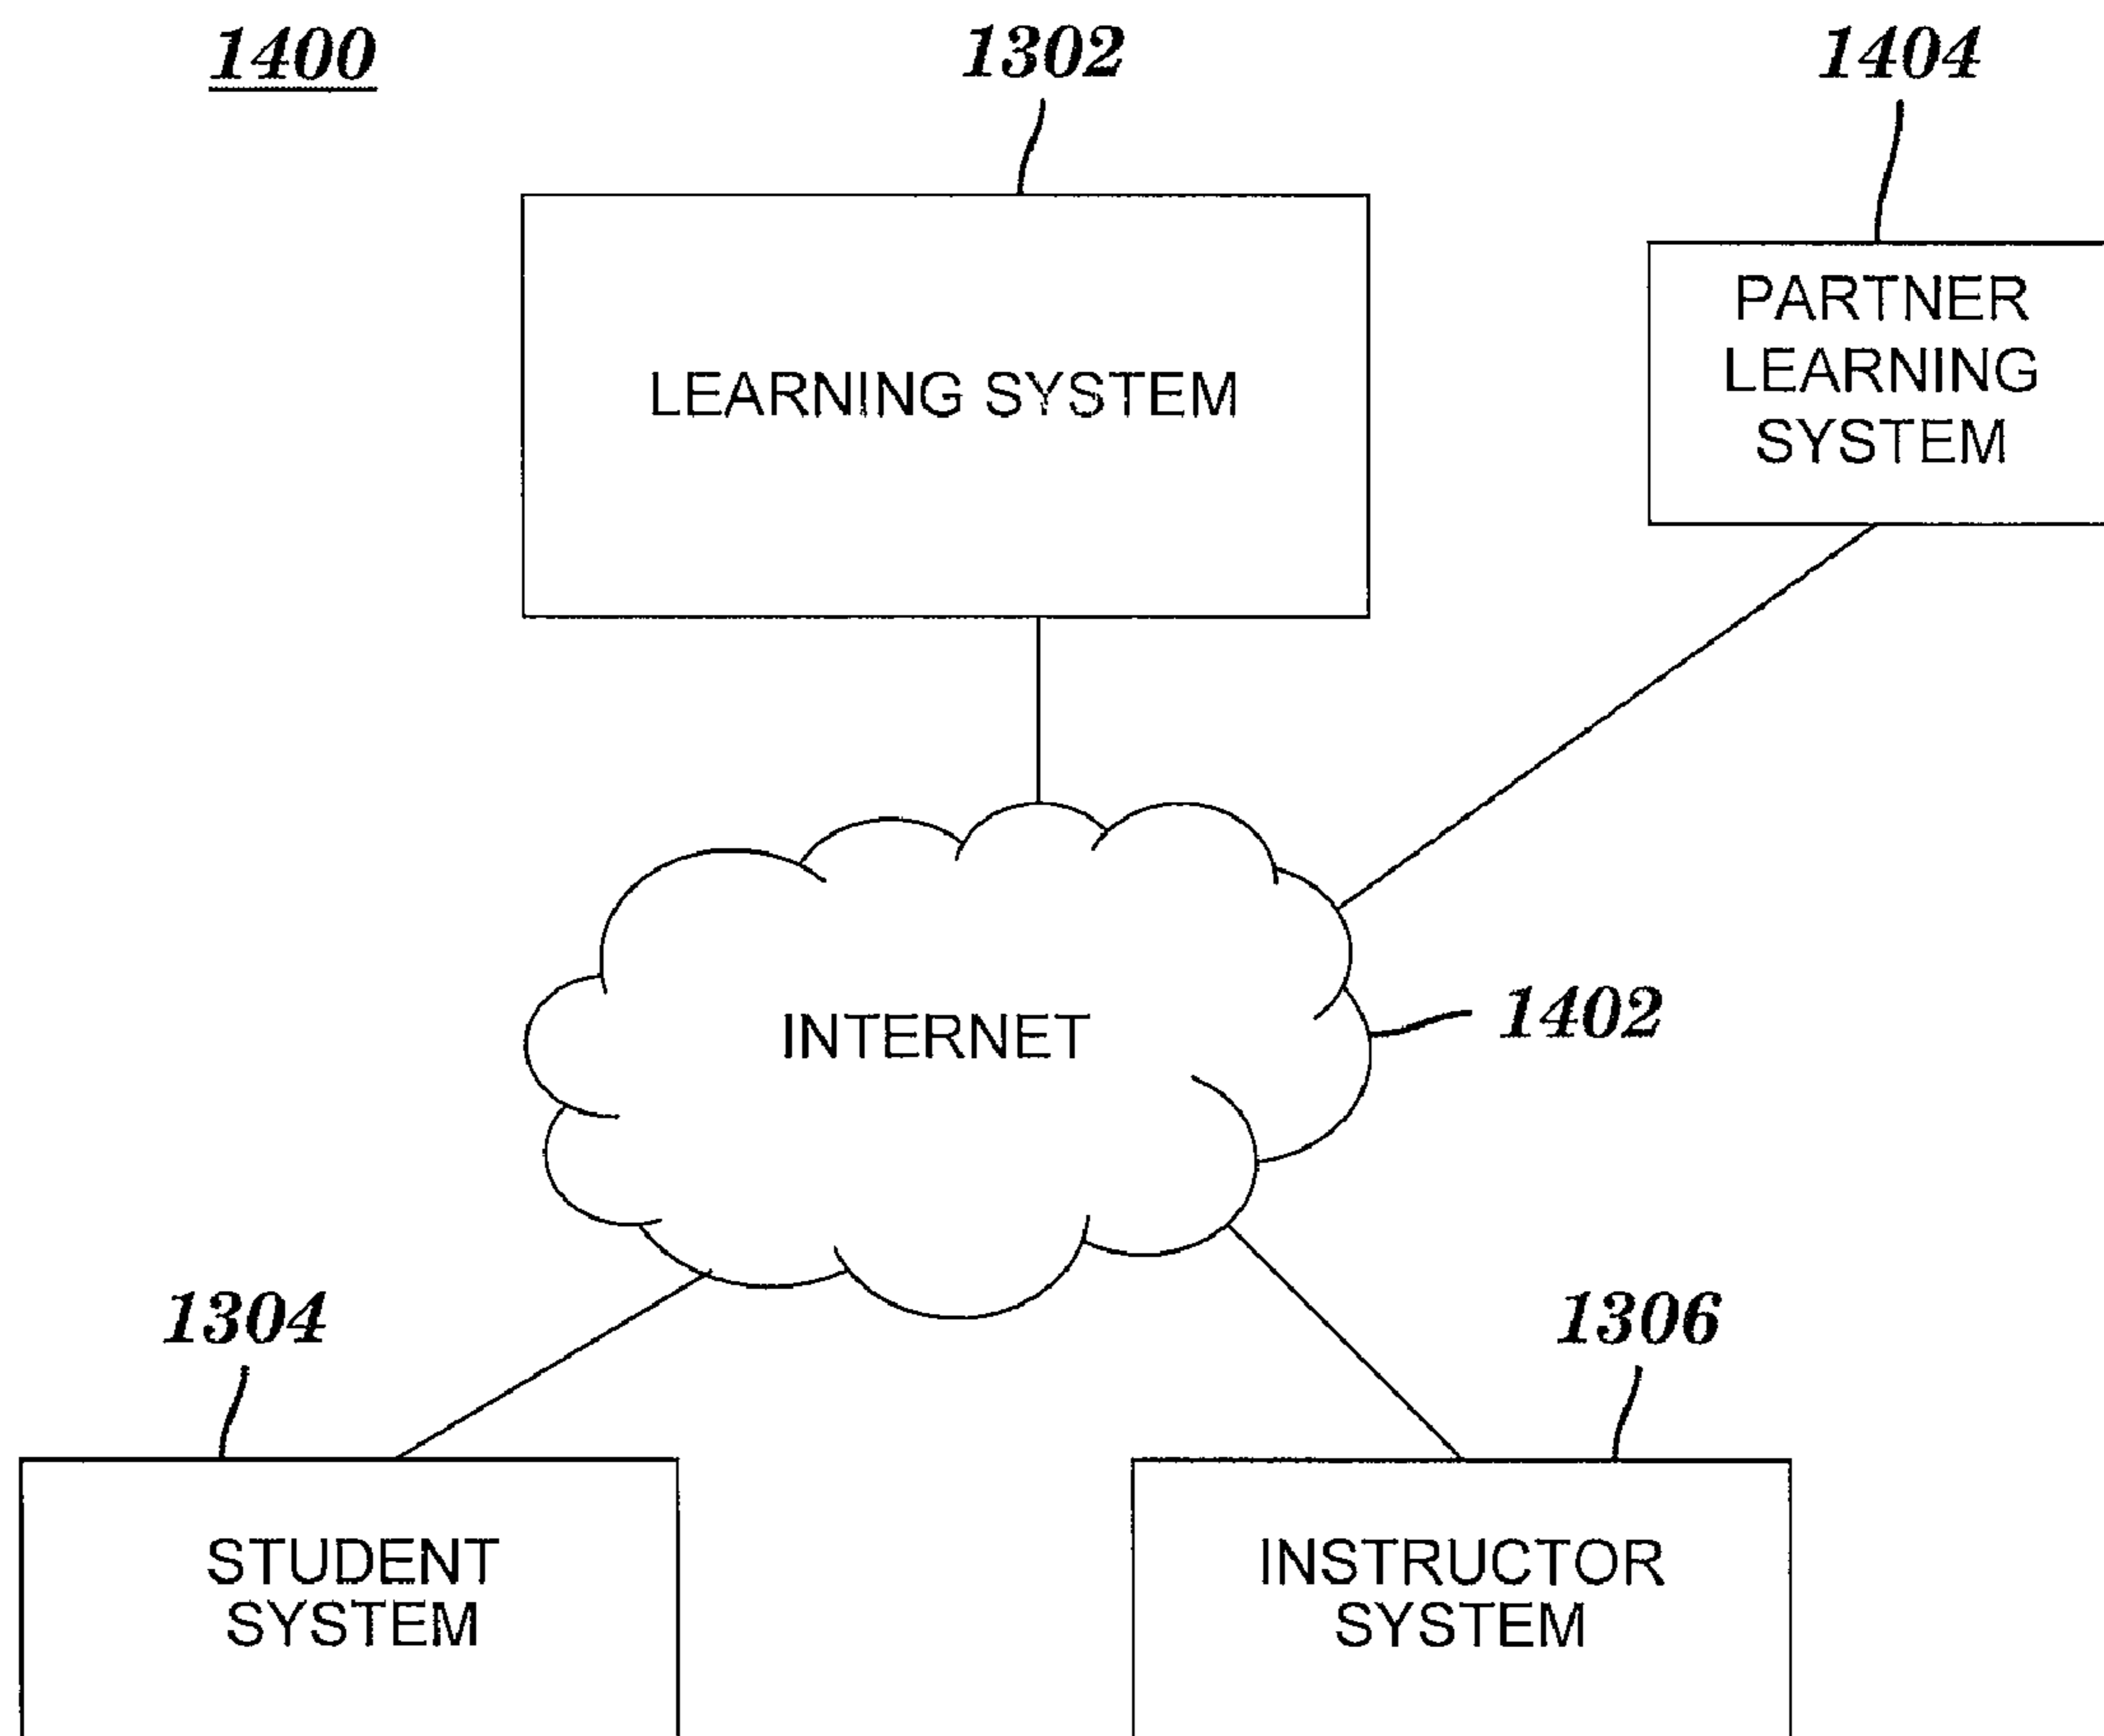 1400
1302
1404
LEARNING SYSTEM
PARTNER
LEARNING
SYSTEM
INTERNET
1402
1304
1306
STUDENT
SYSTEM
INSTRUCTOR
SYSTEM